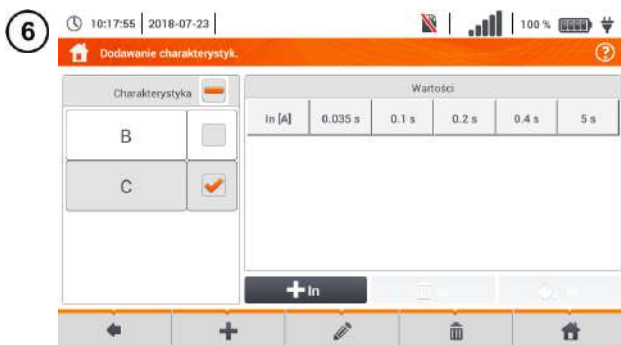 6
10:17:55 2018-07-23 100 %
Dodawanie charakterystyk. ?
Charakterystyka
Wartości
In [A] 0.035 s 0.1 s 0.2 s 0.4 s 5 s
B
C
+ In